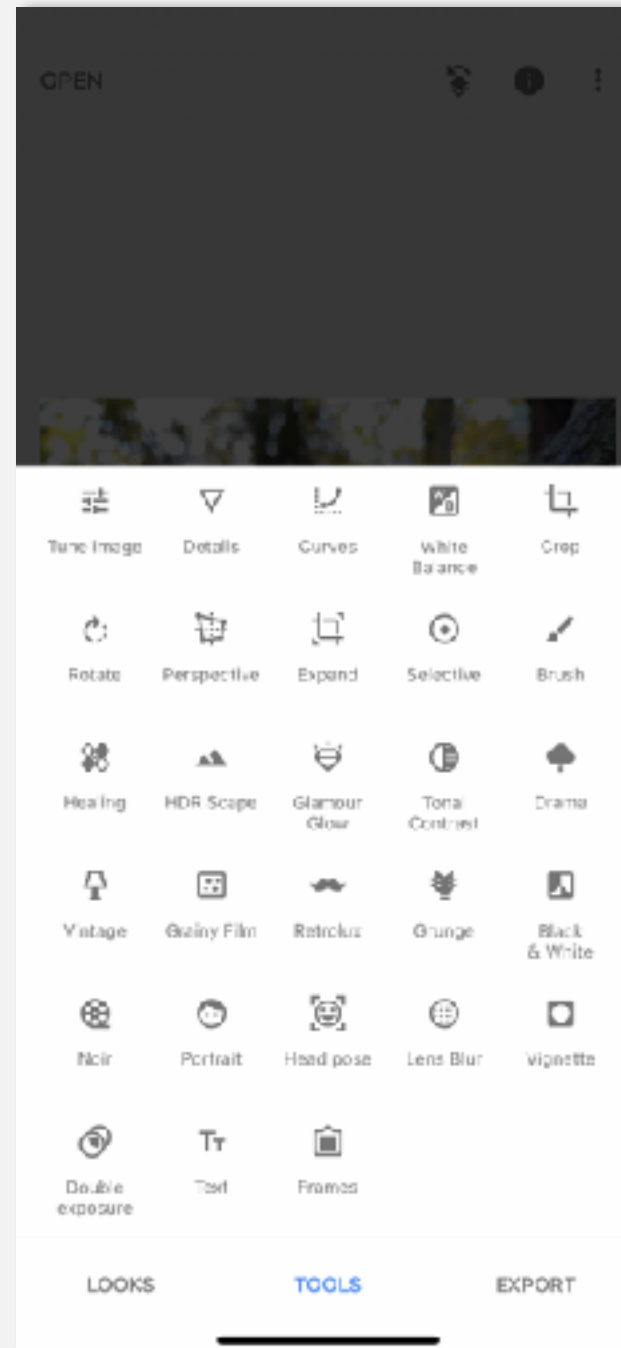 OPEN
Tune Image Details Curves White Balance Crop
Rotate Perspective Expand Selective Brush
Healing HDR Scape Glamour Glow Tonal Contrast Drama
Vintage Grainy Film Retrolux Grunge Black & White
Noir Portrait Head pose Lens Blur Vignette
Double exposure Text Frames
LOOKS TOOLS EXPORT